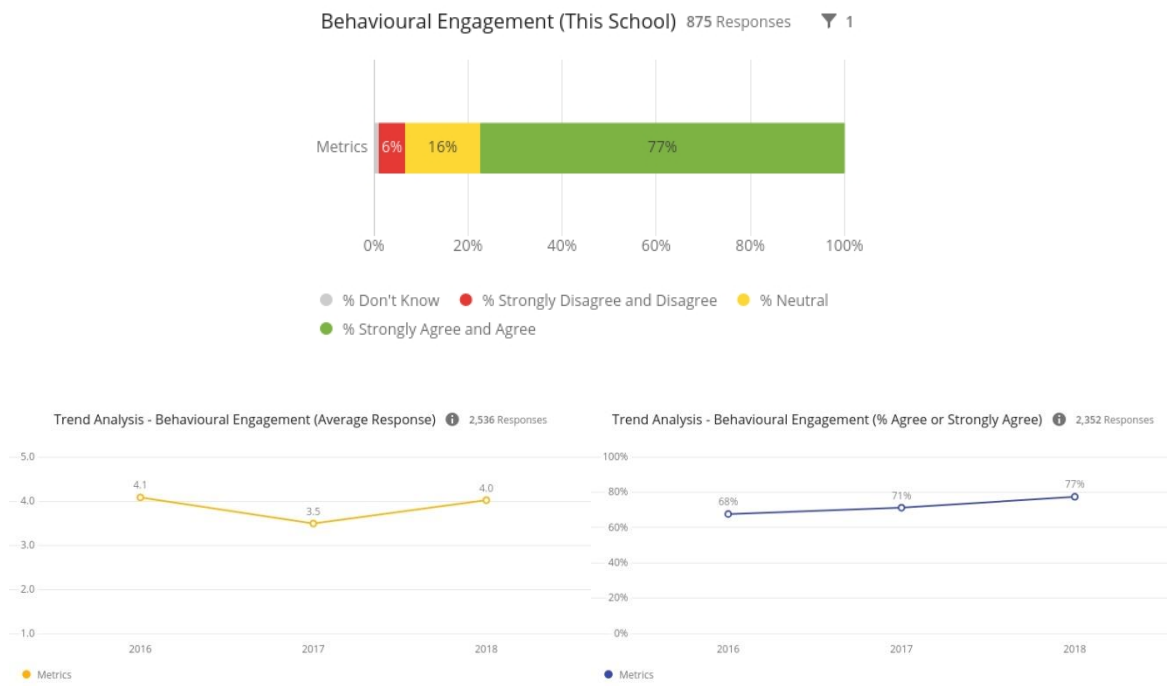 Behavioural Engagement (This School) 875 Responses 1
Metrics 6% 16% 77%
0% 20% 40% 60% 80% 100%
% Don't Know % Strongly Disagree and Disagree % Neutral
% Strongly Agree and Agree
Trend Analysis - Behavioural Engagement (Average Response) i 2,536 Responses
5.0
4.1
4.0
4.0
3.5
3.0
2.0
1.0
2016 2017 2018
Metrics
Trend Analysis - Behavioural Engagement (% Agree or Strongly Agree) i 2,352 Responses
100%
77%
80%
71%
68%
60%
40%
20%
0%
2016 2017 2018
Metrics